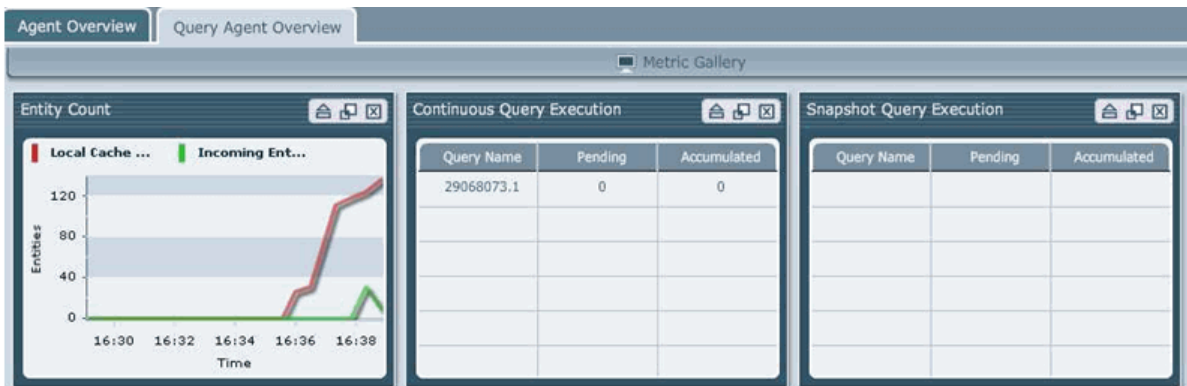 Agent Overview
Query Agent Overview
Metric Gallery
Entity Count
Local Cache ...
Incoming Ent...
120
80
40
0
Entities
16:30 16:32 16:34 16:36 16:38
Time
Continuous Query Execution
Query Name Pending Accumulated
29068073.1 0 0
Snapshot Query Execution
Query Name Pending Accumulated